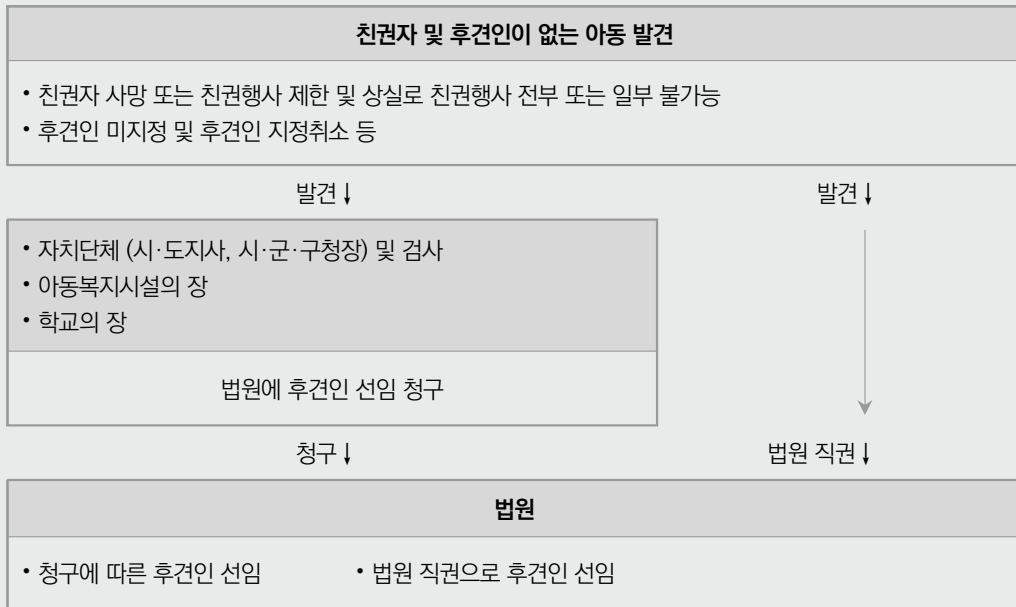 친권자 및 후견인이 없는 아동 발견
• 친권자 사망 또는 친권행사 제한 및 상실로 친권행사 전부 또는 일부 불가능
• 후견인 미지정 및 후견인 지정취소 등
발견↓ 발견↓
• 자치단체 (시·도지사, 시·군·구청장) 및 검사
• 아동복지시설의 장
• 학교의 장
법원에 후견인 선임 청구
청구↓ 법원 직권↓
법원
• 청구에 따른 후견인 선임 • 법원 직권으로 후견인 선임